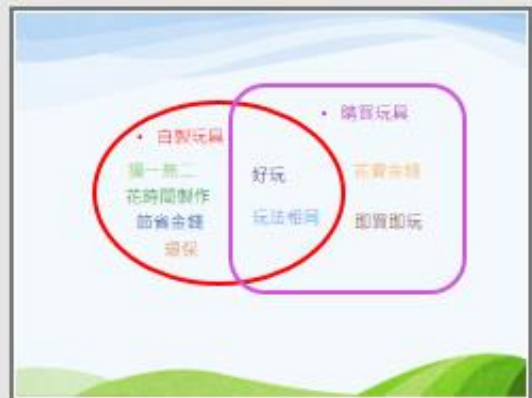 • 自製玩具
獨一無二
花時間製作
節省金錢
環保
好玩
玩法相同
• 購買玩具
花費金錢
即買即玩